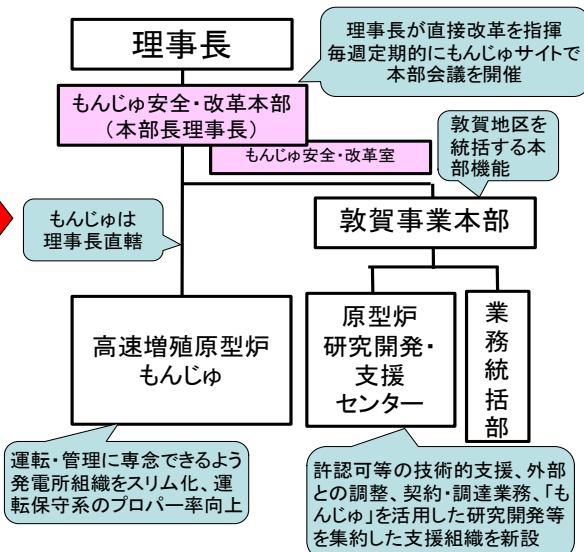 理事長
理事長が直接改革を指揮
毎週定期的にもんじゅサイトで
本部会議を開催
もんじゅ安全・改革本部
（本部長理事長）
もんじゅ安全・改革室
敦賀地区を
統括する本
部機能
もんじゅは
理事長直轄
敦賀事業本部
高速増殖原型炉
もんじゅ
原型炉
研究開発・
支援
センター
業
務
統
括
部
運転・管理に専念できるよう
発電所組織をスリム化、運
転保守系のプロパー率向上
許認可等の技術的支援、外部
との調整、契約・調達業務、「も
んじゅ」を活用した研究開発等
を集約した支援組織を新設